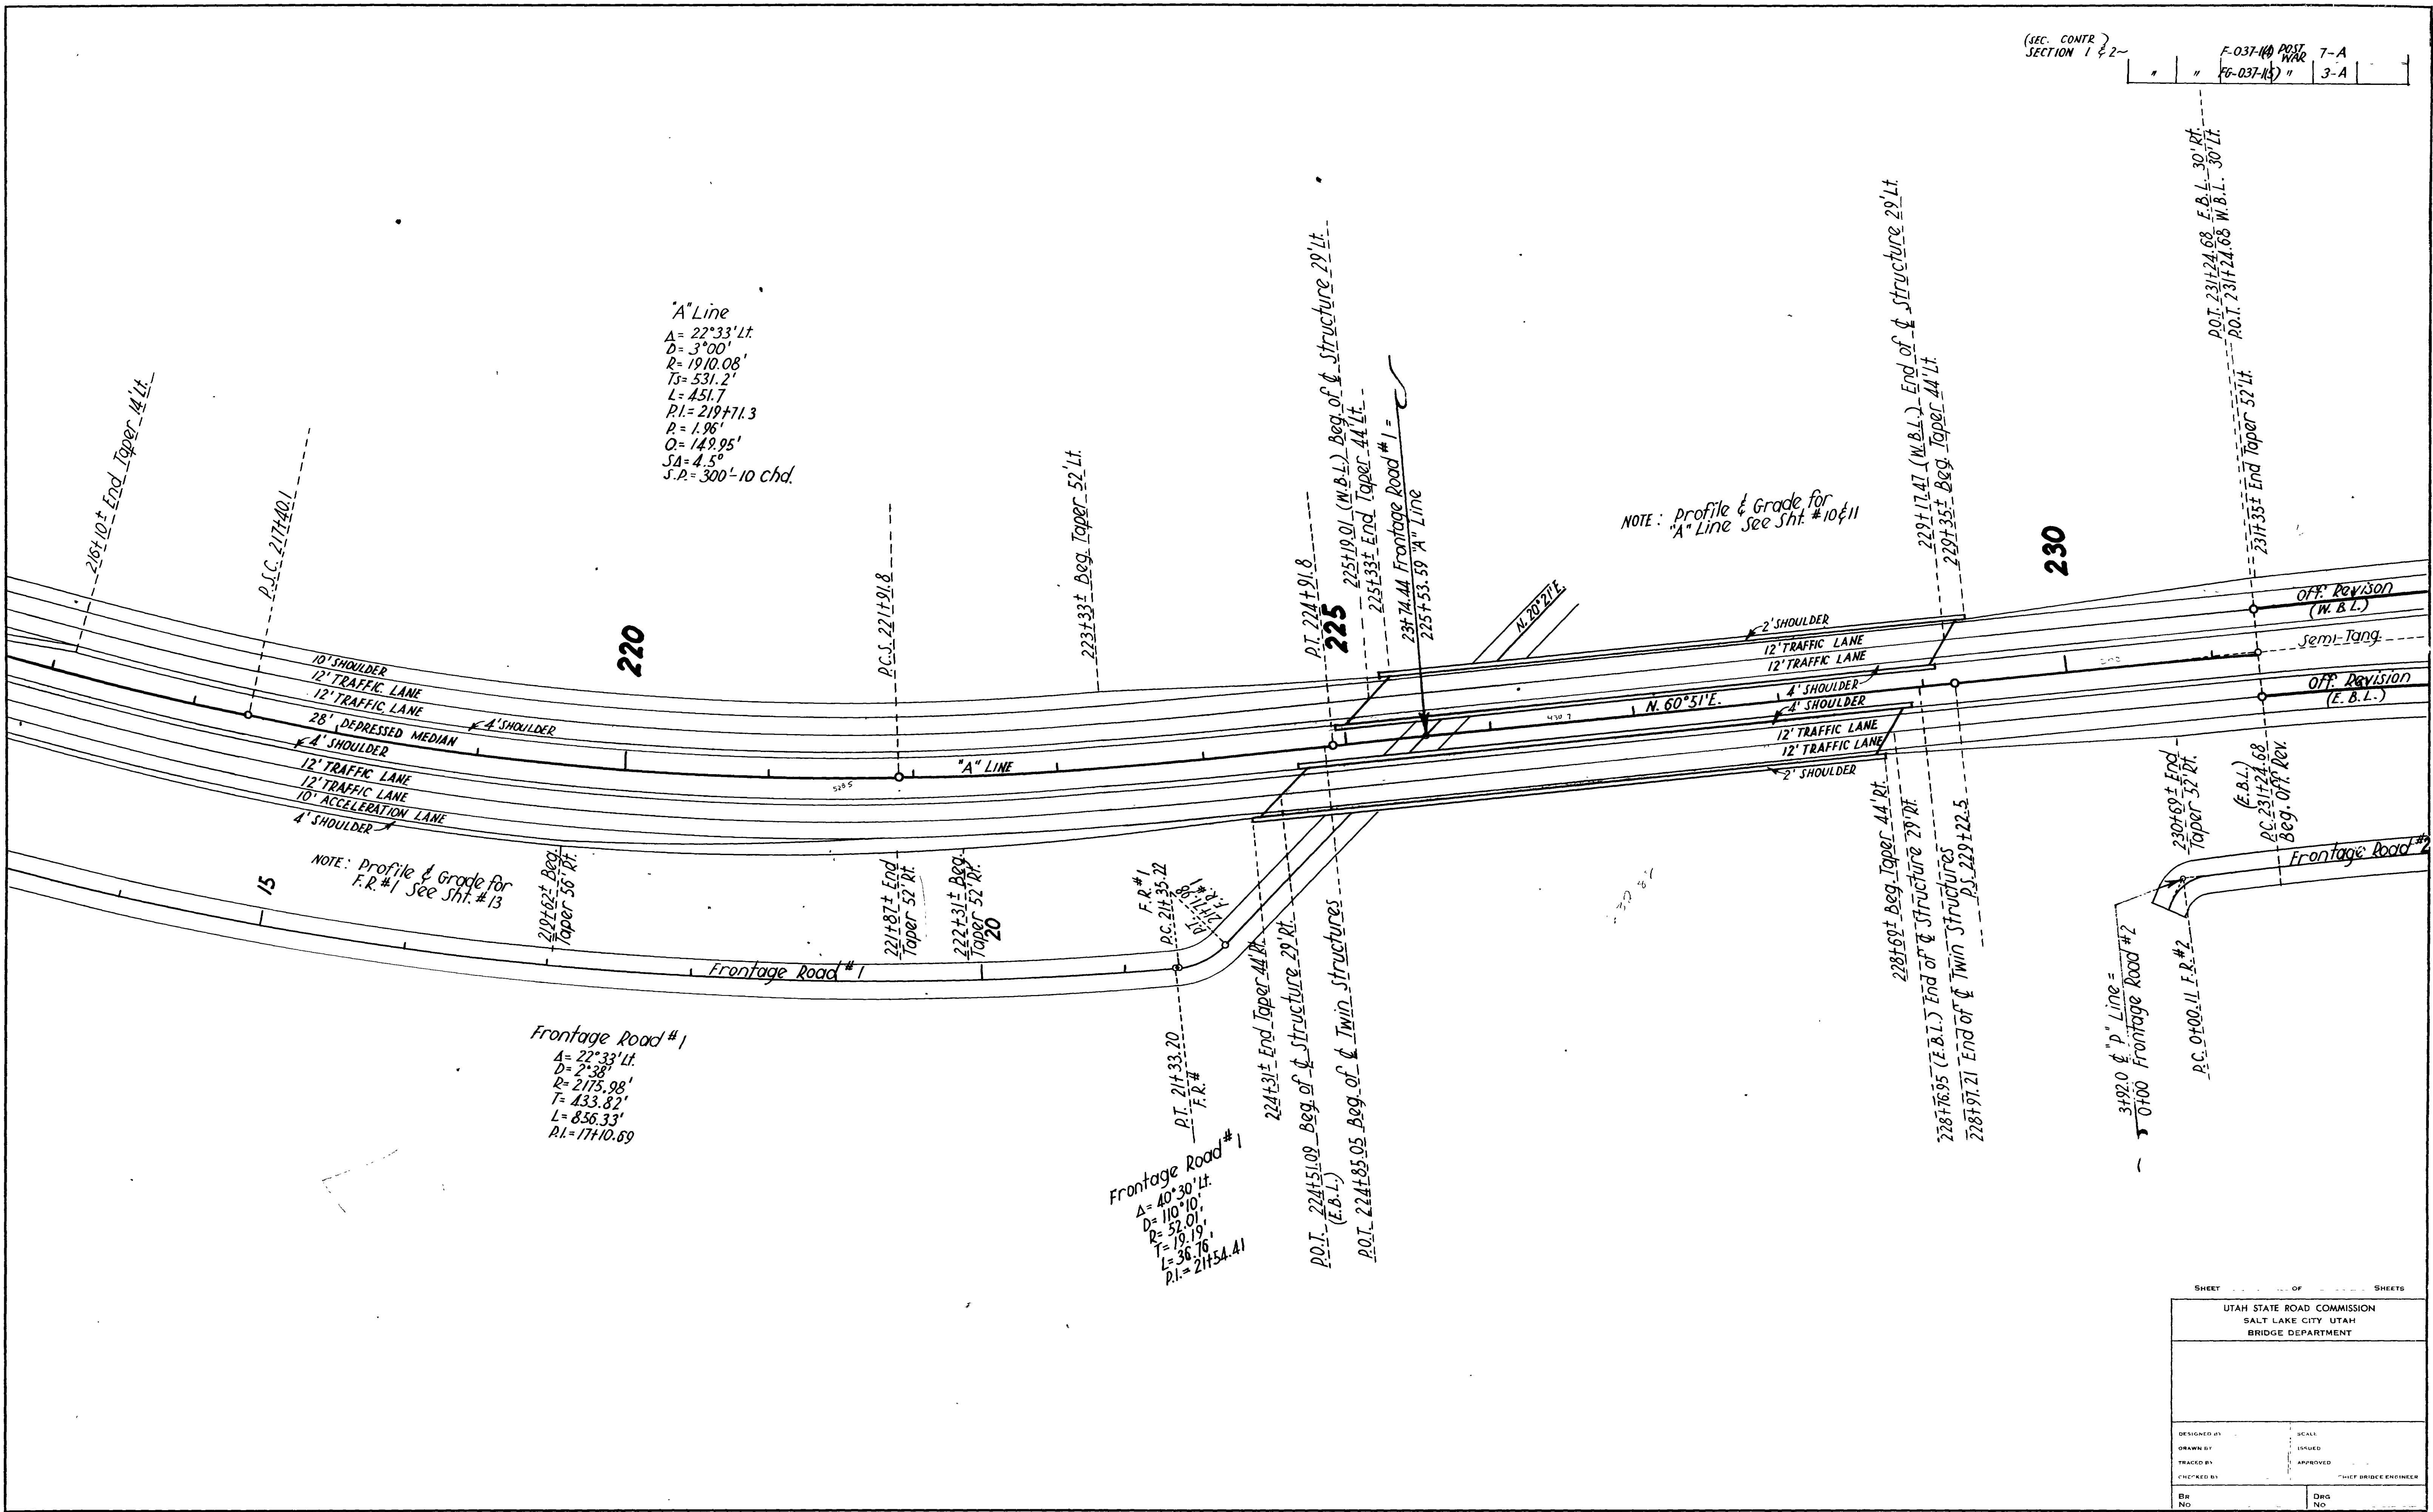 (SEC. CONTR.)
SECTION 1 & 2~
F-037-1(4) POST WAR 7-A
" " FG-037-1(5) " 3-A
"A" Line
Δ= 22°33' Lt.
D= 3°00'
R= 1910.08'
Ts= 531.2'
L= 451.7
P.I.= 219+71.3
P.= 1.96'
O.= 149.95'
SΔ= 4.5°
S.P.= 300'-10 Chd.
216+10± End Taper 14' Lt.
P.S.C. 217+40.1
220
P.C.S. 221+91.8
223+33± Beg. Taper 52' Lt.
P.T. 224+91.8
225
225+19.01 (W.B.L.) Beg. of ℄ Structure 29' Lt.
225+33± End Taper 44' Lt.
23+74.44 Frontage Road #1 =
225+53.59 "A" Line
NOTE: Profile & Grade for
"A" Line See Sht. #10&11
229+17.47 (W.B.L.) End of ℄ Structure 29' Lt.
229+35± Beg. Taper 44' Lt.
230
P.O.T. 231+24.68 E.B.L. 30' Rt.
P.O.T. 231+24.68 W.B.L. 30' Lt.
231+35± End Taper 52' Lt.
Off. Revison
(W.B.L.)
Semi-Tang.
Off. Revision
(E.B.L.)
10' SHOULDER
12' TRAFFIC LANE
12' TRAFFIC LANE
4' SHOULDER
28' DEPRESSED MEDIAN
4' SHOULDER
12' TRAFFIC LANE
12' TRAFFIC LANE
10' ACCELERATION LANE
4' SHOULDER
528.5
"A" LINE
N. 20°21'E.
2' SHOULDER
12' TRAFFIC LANE
12' TRAFFIC LANE
4' SHOULDER
430.7
N. 60°51'E.
4' SHOULDER
12' TRAFFIC LANE
12' TRAFFIC LANE
2' SHOULDER
15
NOTE: Profile & Grade for
F.R. #1 See Sht. #13
219+62± Beg.
Taper 56' Rt.
221+87± End
Taper 52' Rt.
222+31± Beg.
Taper 52' Rt.
20
Frontage Road #1
F.R. #1
P.C. 21+35.22
P.T. 21+71.98
F.R. #1
P.T. 21+33.20
F.R. #
224+31± End Taper 44' Rt.
P.O.T. 224+51.09 Beg. of ℄ Structure 29' Rt.
(E.B.L.)
P.O.T. 224+85.05 Beg. of ℄ Twin Structures
228+69± Beg. Taper 44' Rt.
228+76.95 (E.B.L.) End of ℄ Structure 29' Rt.
228+97.21 End of ℄ Twin Structures
P.S. 229+22.5
230+69± End
Taper 52' Rt.
(E.B.L.)
P.C. 231+24.68
Beg. Off. Rev.
Frontage Road #2
3+92.0 ℄ "P" Line =
0+00 Frontage Road #2
P.C. 0+00.11 F.R. #2
Frontage Road #1
Δ= 22°33' Lt.
D= 2°38'
R= 2175.98'
T= 433.82'
L= 856.33'
P.I.= 17+10.69
Frontage Road #1
Δ= 40°30' Lt.
D= 110°10'
R= 52.01'
T= 19.19'
L= 36.76'
P.I.= 21+54.41
SHEET OF SHEETS
UTAH STATE ROAD COMMISSION
SALT LAKE CITY UTAH
BRIDGE DEPARTMENT
DESIGNED BY SCALE
DRAWN BY ISSUED
TRACED BY APPROVED
CHECKED BY CHIEF BRIDGE ENGINEER
BR NO DRG NO